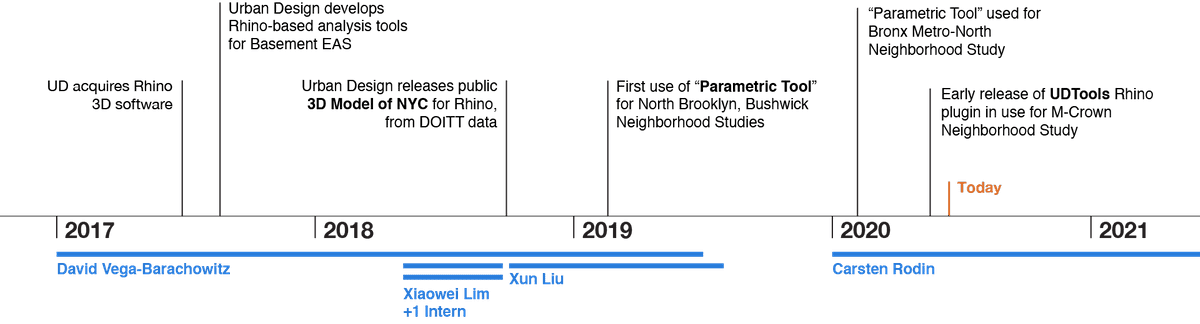 Urban Design develops
Rhino-based analysis tools
for Basement EAS
UD acquires Rhino
3D software
Urban Design releases public
3D Model of NYC for Rhino,
from DOITT data
First use of “Parametric Tool”
for North Brooklyn, Bushwick
Neighborhood Studies
“Parametric Tool” used for
Bronx Metro-North
Neighborhood Study
Early release of UDTools Rhino
plugin in use for M-Crown
Neighborhood Study
Today
2017
2018
2019
2020
2021
David Vega-Barachowitz
Xiaowei Lim
+1 Intern
Xun Liu
Carsten Rodin